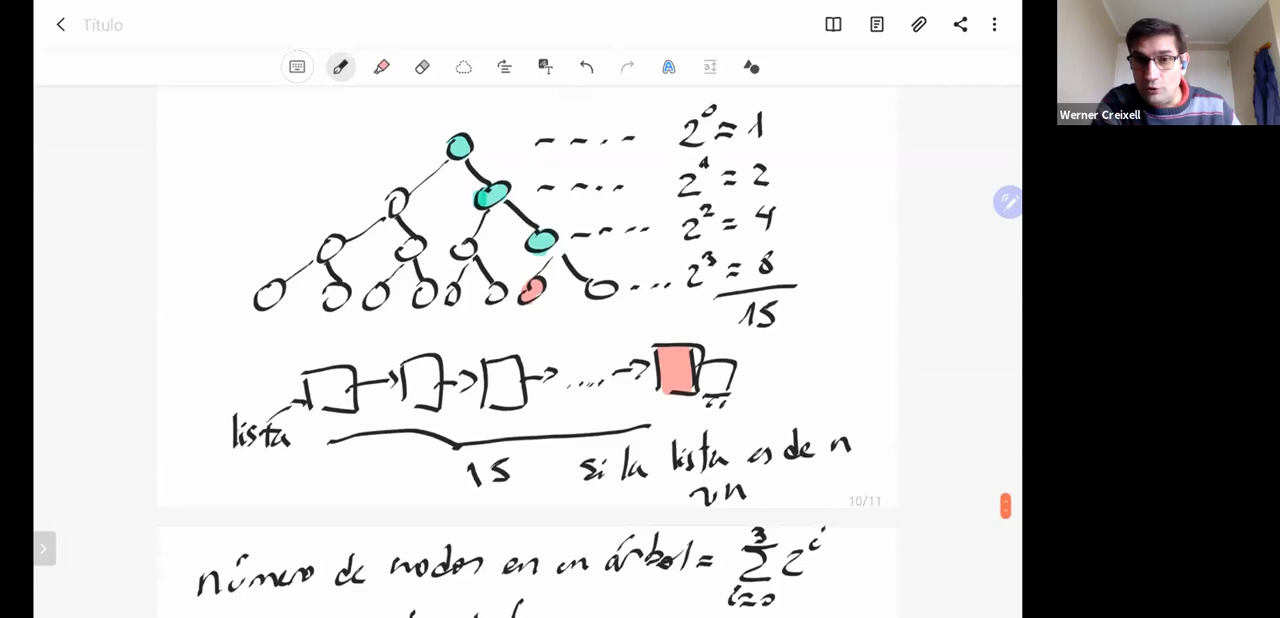 Título
Werner Creixell
---- 2⁰ = 1
---- 2¹ = 2
---- 2² = 4
... 2³ = 8
15
lista
15 si la lista es de n
10/11
número de nodos en un árbol = ∑ 2ⁱ
3
i=0